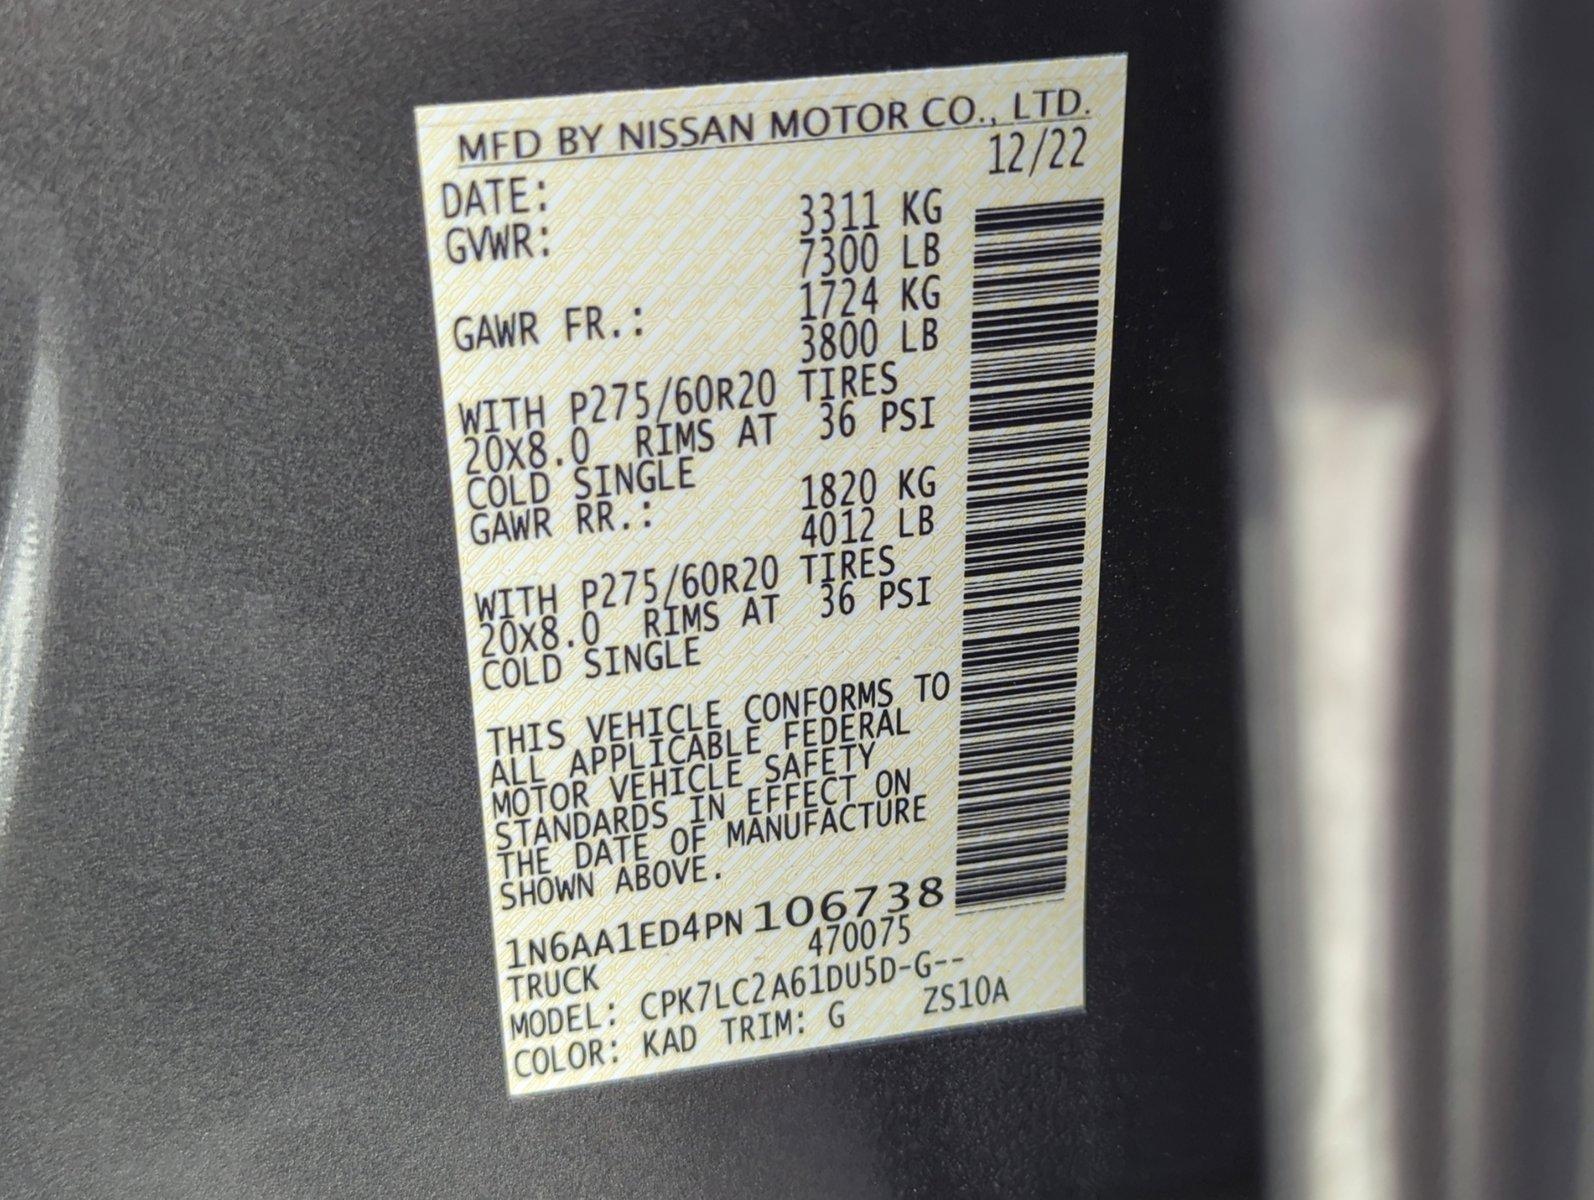 MFD BY NISSAN MOTOR CO., LTD.
DATE: 12/22
GVWR: 3311 KG
7300 LB
GAWR FR.: 1724 KG
3800 LB
WITH P275/60R20 TIRES
20X8.0 RIMS AT 36 PSI
COLD SINGLE
GAWR RR.: 1820 KG
4012 LB
WITH P275/60R20 TIRES
20X8.0 RIMS AT 36 PSI
COLD SINGLE
THIS VEHICLE CONFORMS TO
ALL APPLICABLE FEDERAL
MOTOR VEHICLE SAFETY
STANDARDS IN EFFECT ON
THE DATE OF MANUFACTURE
SHOWN ABOVE.
1N6AA1ED4PN106738
TRUCK 470075
MODEL: CPK7LC2A61DU5D-G--
COLOR: KAD TRIM: G ZS10A